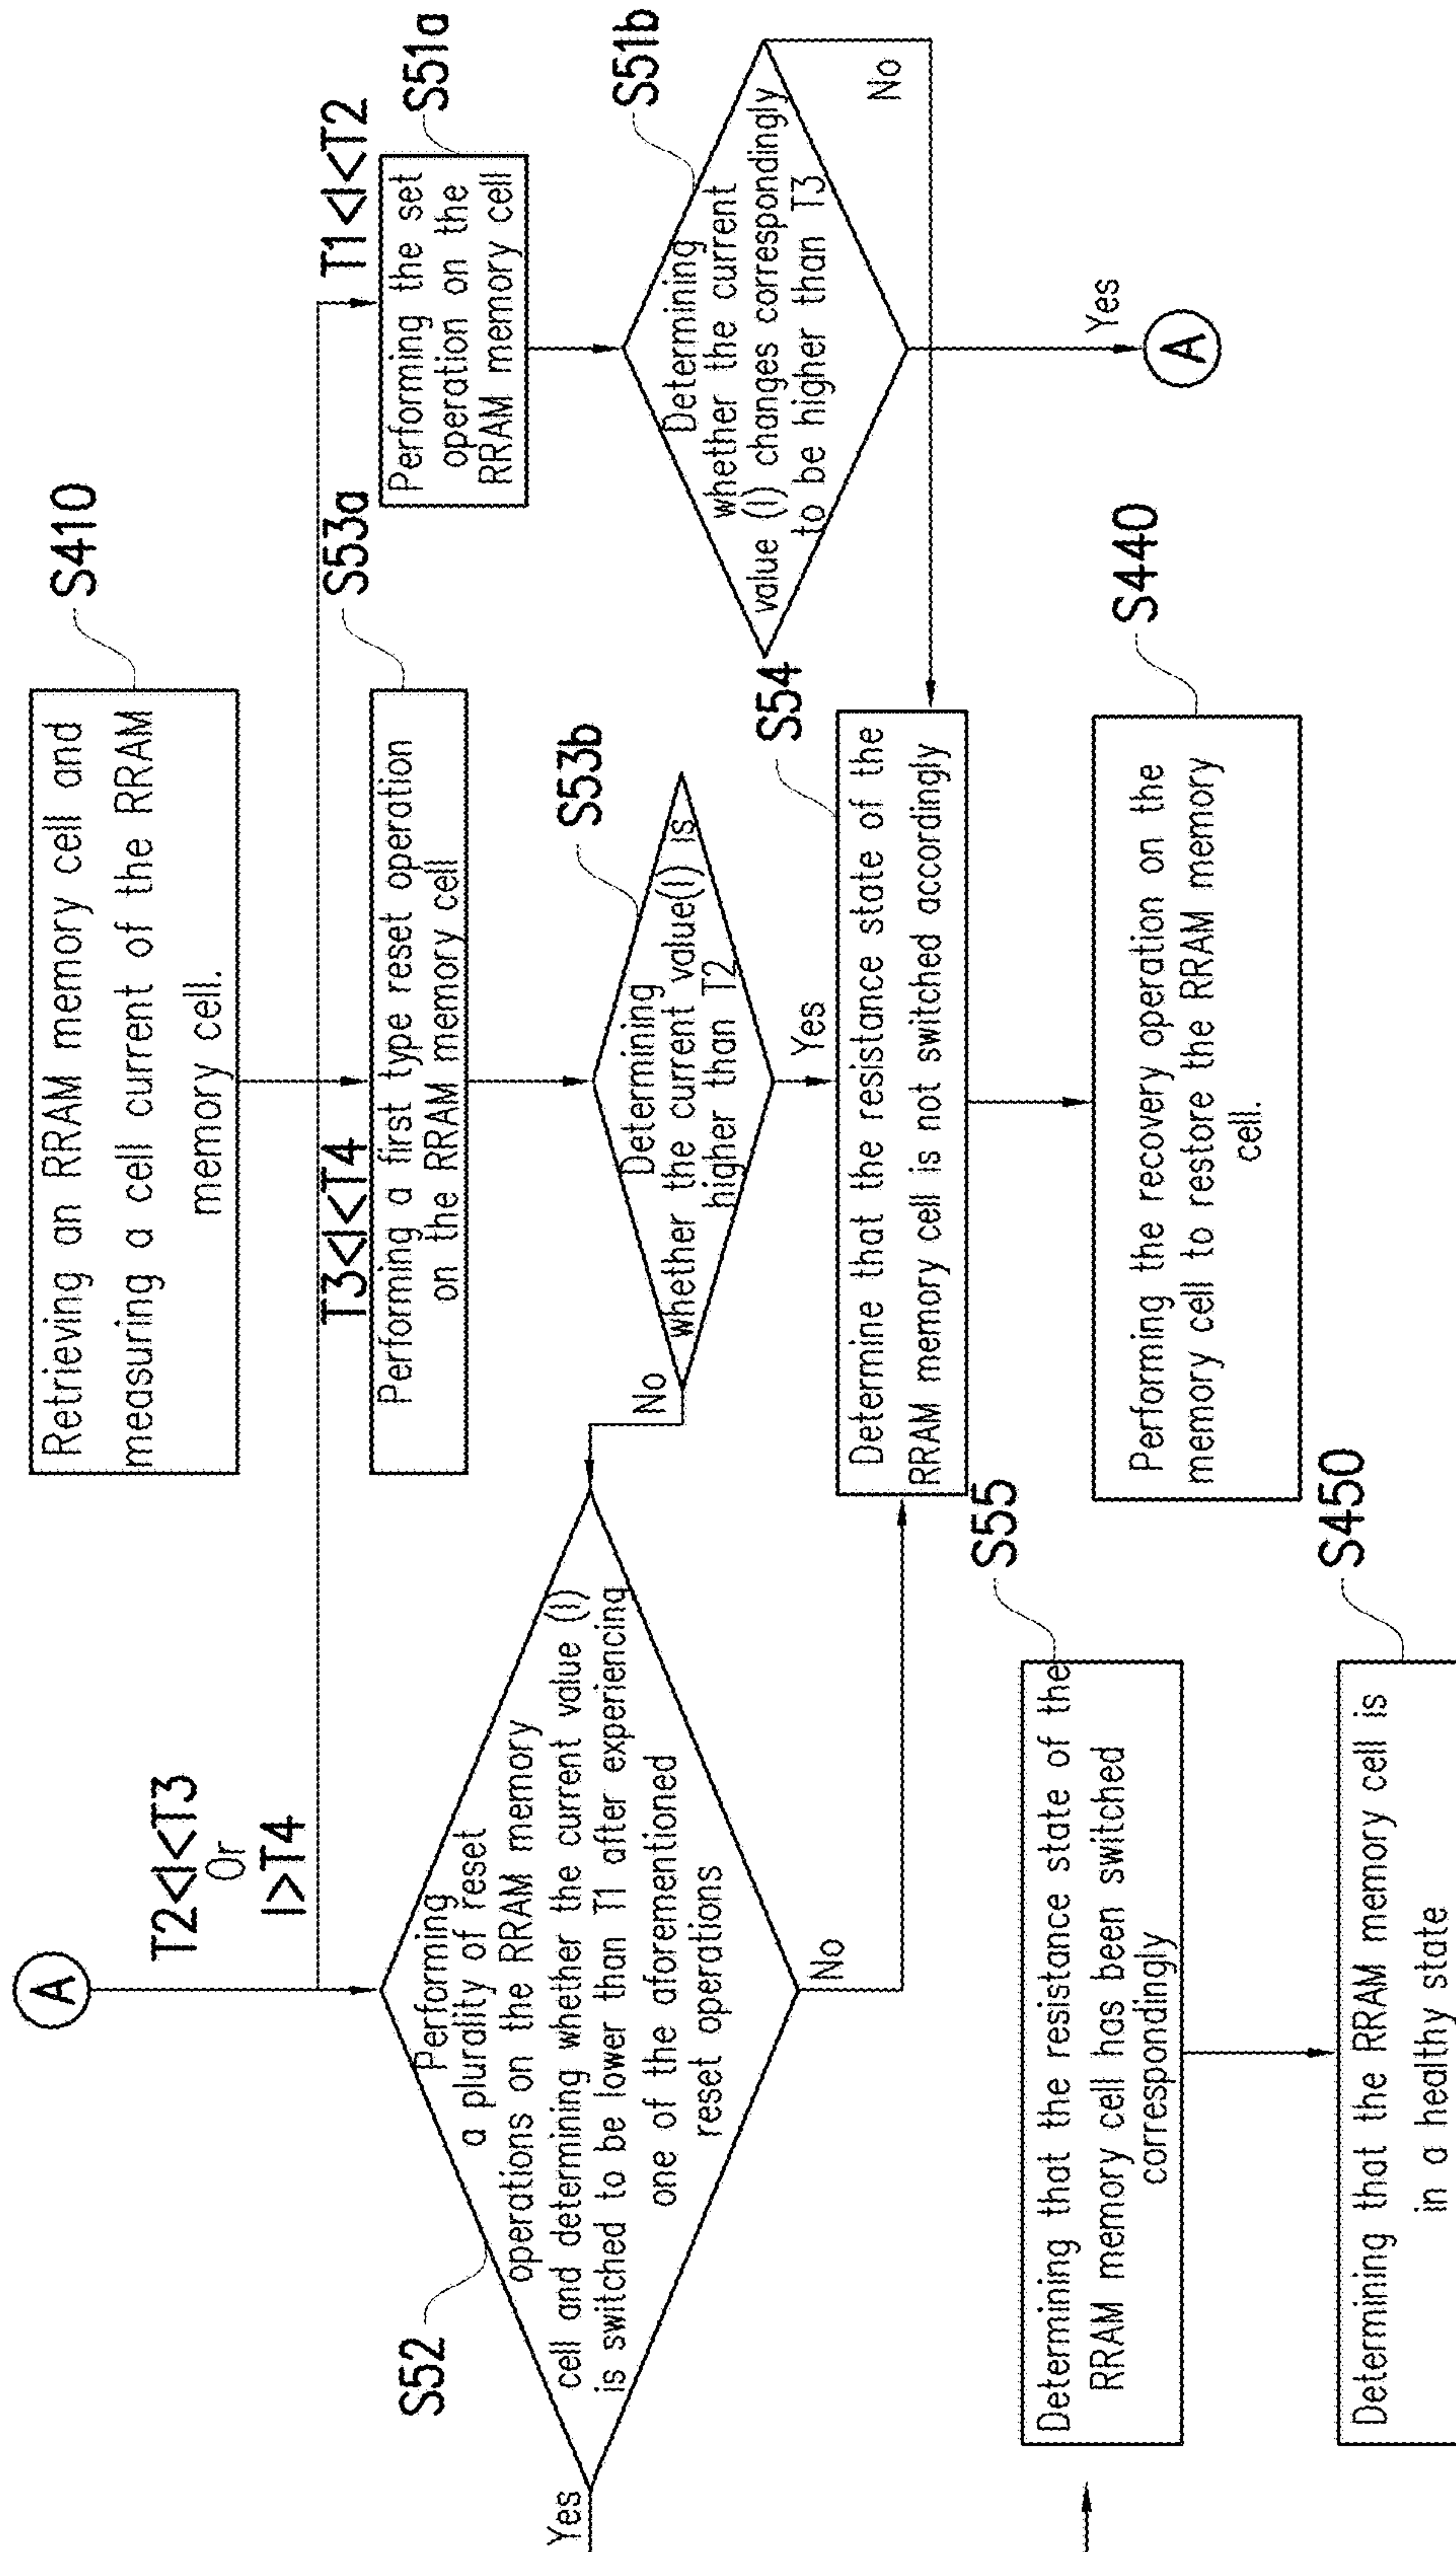 S410
Retrieving an RRAM memory cell and
measuring a cell current of the RRAM
memory cell.
A
T2<I<T3
Or
I>T4
T3<I<T4
T1<I<T2
S52
Performing
a plurality of reset
operations on the RRAM memory
cell and determining whether the current value (I)
is switched to be lower than T1 after experiencing
one of the aforementioned
reset operations
Yes
No
S53a
Performing a first type reset operation
on the RRAM memory cell
S53b
Determining
whether the current value(I) is
higher than T2
No
Yes
S51a
Performing the set
operation on the
RRAM memory cell
S51b
Determining
whether the current
value (I) changes correspondingly
to be higher than T3
No
Yes
A
S54
Determine that the resistance state of the
RRAM memory cell is not switched accordingly
S440
Performing the recovery operation on the
memory cell to restore the RRAM memory
cell.
S55
Determining that the resistance state of the
RRAM memory cell has been switched
correspondingly
S450
Determining that the RRAM memory cell is
in a healthy state